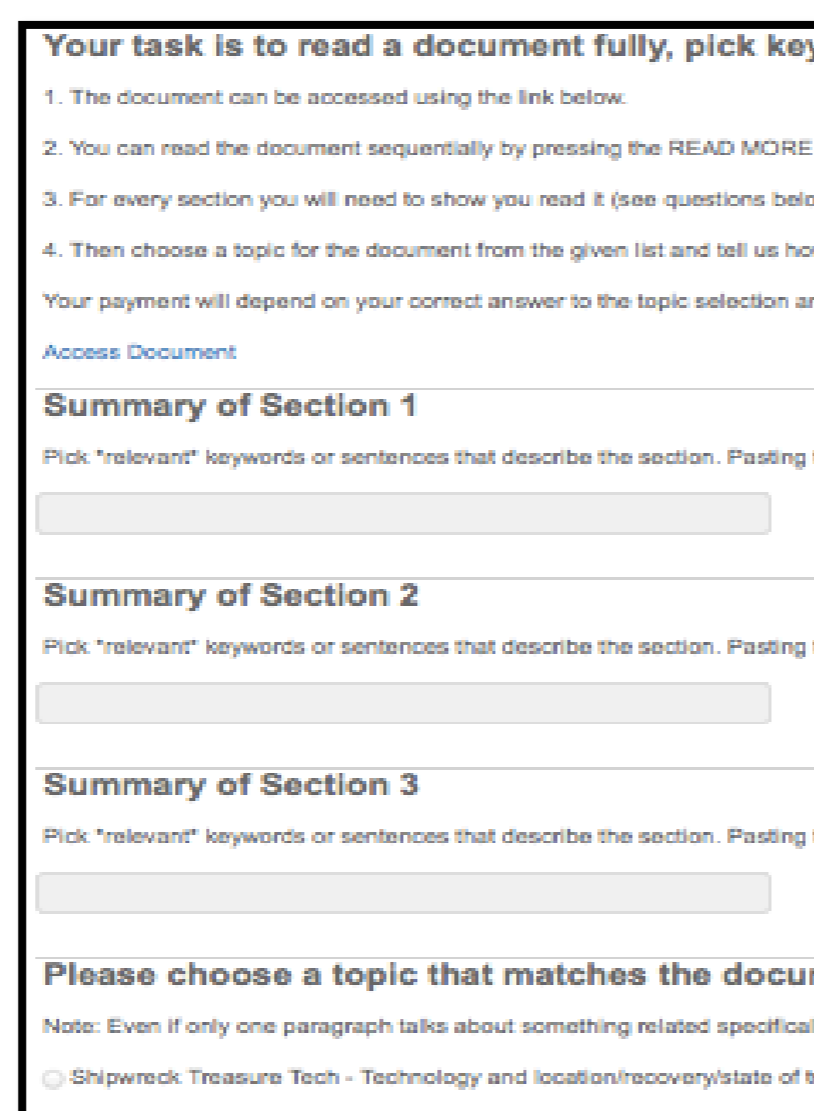 Your task is to read a document fully, pick key
1. The document can be accessed using the link below.
2. You can read the document sequentially by pressing the READ MORE
3. For every section you will need to show you read it (see questions belo
4. Then choose a topic for the document from the given list and tell us ho
Your payment will depend on your correct answer to the topic selection a
Access Document
Summary of Section 1
Pick "relevant" keywords or sentences that describe the section. Pasting
Summary of Section 2
Pick "relevant" keywords or sentences that describe the section. Pasting
Summary of Section 3
Pick "relevant" keywords or sentences that describe the section. Pasting
Please choose a topic that matches the docu
Note: Even if only one paragraph talks about something related specifical
Shipwreck Treasure Tech - Technology and location/recovery/state of